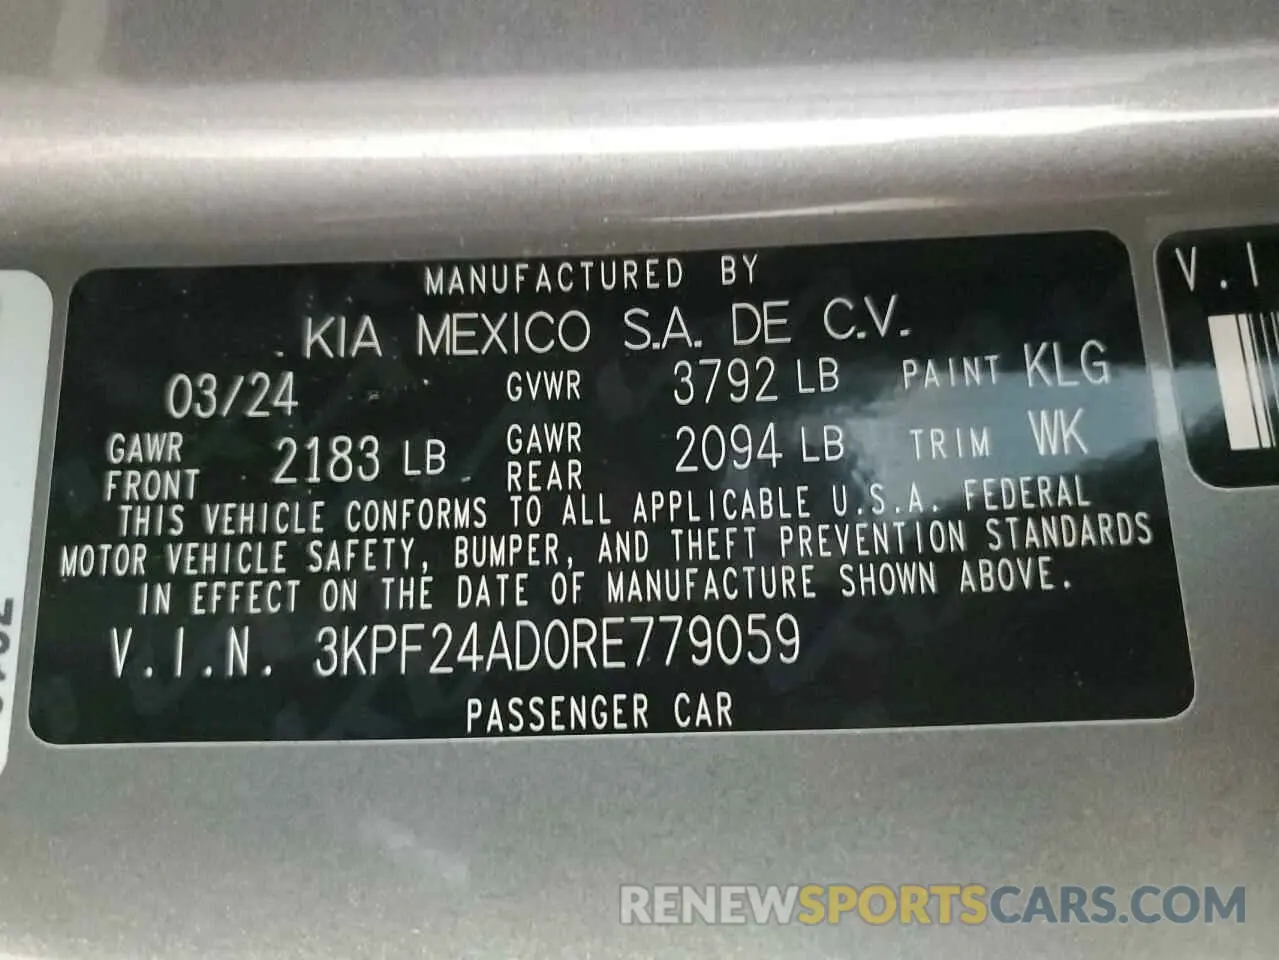 MANUFACTURED BY
KIA MEXICO S.A. DE C.V.
03/24 GVWR 3792 LB PAINT KLG
GAWR FRONT 2183 LB GAWR REAR 2094 LB TRIM WK
THIS VEHICLE CONFORMS TO ALL APPLICABLE U.S.A. FEDERAL
MOTOR VEHICLE SAFETY, BUMPER, AND THEFT PREVENTION STANDARDS
IN EFFECT ON THE DATE OF MANUFACTURE SHOWN ABOVE.
V.I.N. 3KPF24AD0RE779059
PASSENGER CAR
V.I
RENEWSPORTSCARS.COM